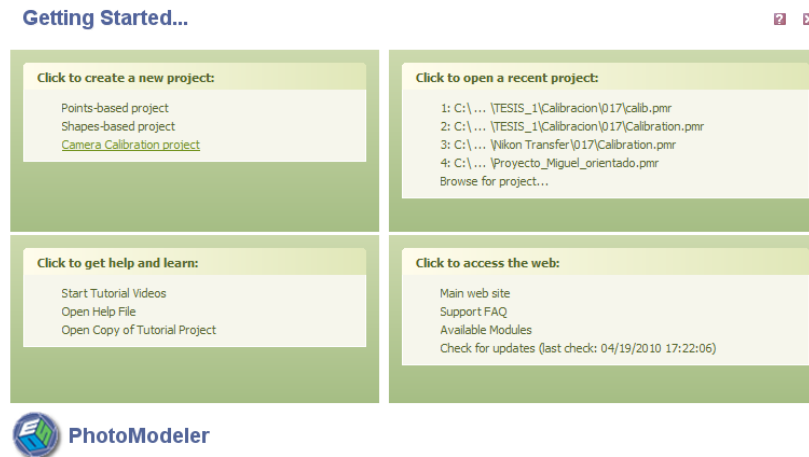 Getting Started...
Click to create a new project:
Points-based project
Shapes-based project
Camera Calibration project
Click to open a recent project:
1: C:\ ... \TESIS_1\Calibracion\017\calib.pmr
2: C:\ ... \TESIS_1\Calibracion\017\Calibration.pmr
3: C:\ ... \Nikon Transfer\017\Calibration.pmr
4: C:\ ... \Proyecto_Miguel_orientado.pmr
Browse for project...
Click to get help and learn:
Start Tutorial Videos
Open Help File
Open Copy of Tutorial Project
Click to access the web:
Main web site
Support FAQ
Available Modules
Check for updates (last check: 04/19/2010 17:22:06)
PhotoModeler